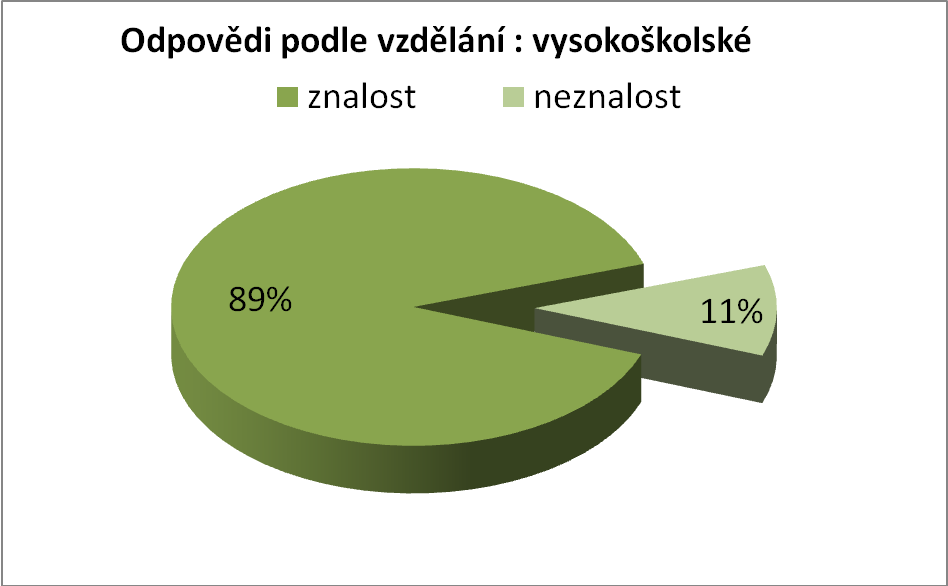 Odpovědi podle vzdělání : vysokoškolské
znalost neznalost
89%
11%